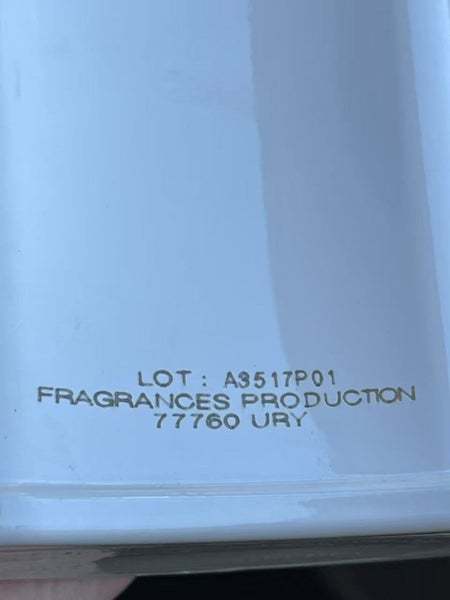 LOT : A3517P01
FRAGRANCES PRODUCTION
77760 URY